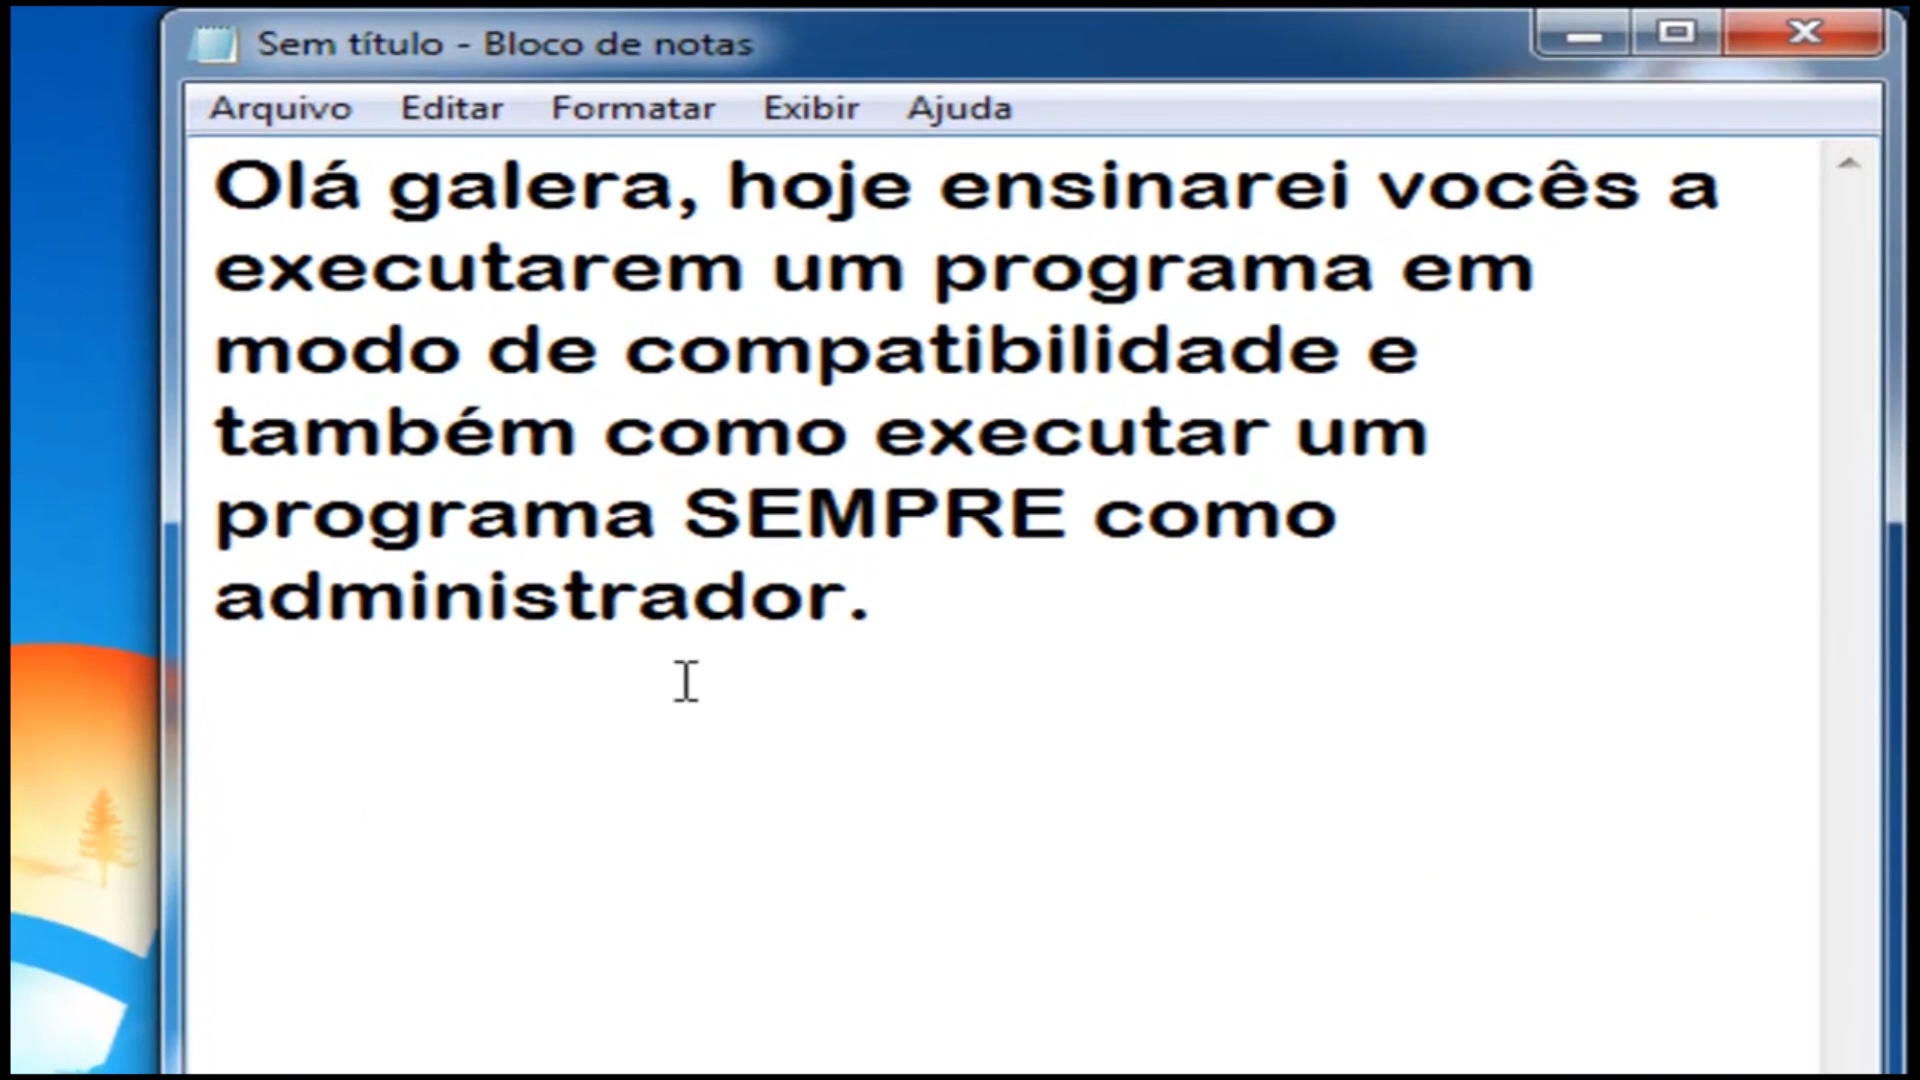 Sem título - Bloco de notas
Arquivo Editar Formatar Exibir Ajuda
Olá galera, hoje ensinarei vocês a
executarem um programa em
modo de compatibilidade e
também como executar um
programa SEMPRE como
administrador.